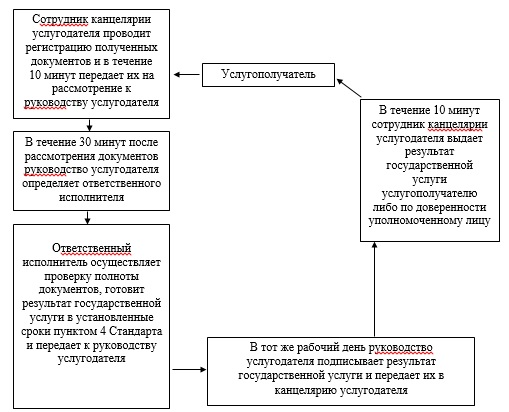 Сотрудник канцелярии
услугодателя проводит
регистрацию полученных
документов и в течение
10 минут передает их на
рассмотрение к
руководству услугодателя
Услугополучатель
В течение 30 минут после
рассмотрения документов
руководство услугодателя
определяет ответственного
исполнителя
Ответственный
исполнитель осуществляет
проверку полноты
документов, готовит
результат государственной
услуги в установленные
сроки пунктом 4 Стандарта
и передает к руководству
услугодателя
В тот же рабочий день руководство
услугодателя подписывает результат
государственной услуги и передает их в
канцелярию услугодателя
В течение 10 минут
сотрудник канцелярии
услугодателя выдает
результат
государственной
услуги
услугополучателю
либо по доверенности
уполномоченному лицу